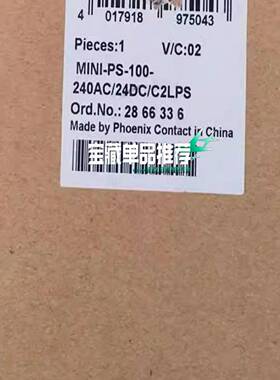 4 017918 975043
Pieces:1 V/C:02
MINI-PS-100-
240AC/24DC/C2LPS
Ord.No.: 28 66 33 6
Made by Phoenix Contact in China
宝藏单品推荐